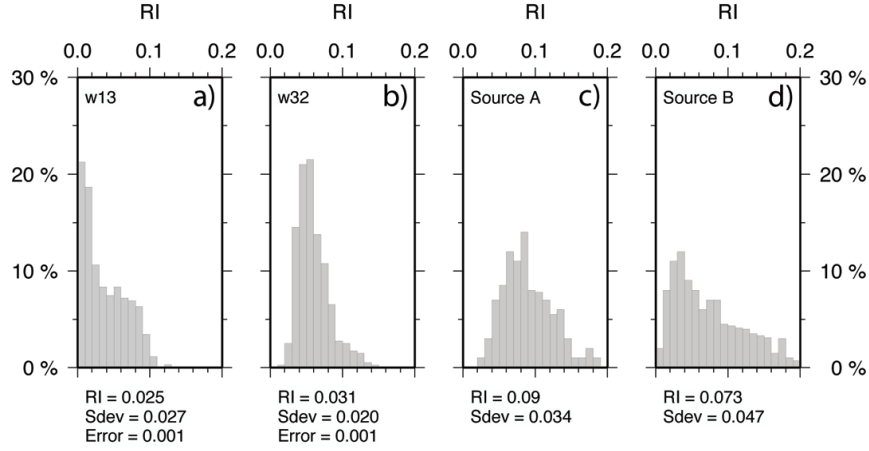 RI RI RI RI
0.0 0.1 0.2 0.0 0.1 0.2 0.0 0.1 0.2 0.0 0.1 0.2
30 % 30 %
w13 a) w32 b) Source A c) Source B d)
20 % 20 %
10 % 10 %
0 % 0 %
RI = 0.025 RI = 0.031 RI = 0.09 RI = 0.073
Sdev = 0.027 Sdev = 0.020 Sdev = 0.034 Sdev = 0.047
Error = 0.001 Error = 0.001